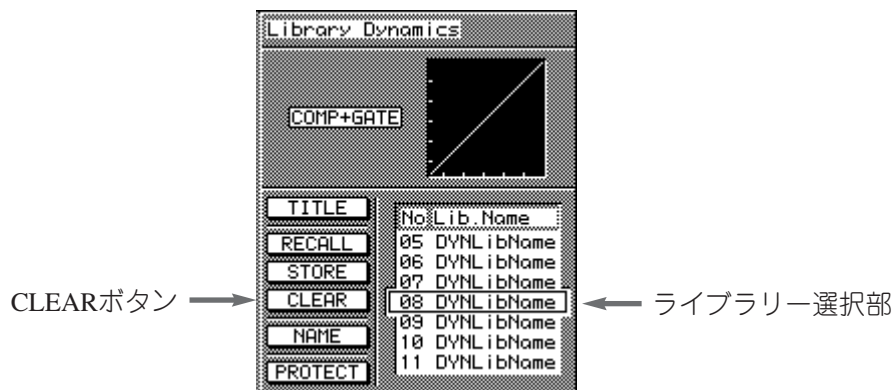 Library Dynamics
COMP+GATE
TITLE
RECALL
STORE
CLEAR
NAME
PROTECT
No Lib.Name
05 DYNLibName
06 DYNLibName
07 DYNLibName
08 DYNLibName
09 DYNLibName
10 DYNLibName
11 DYNLibName
CLEARボタン
ライブラリー選択部